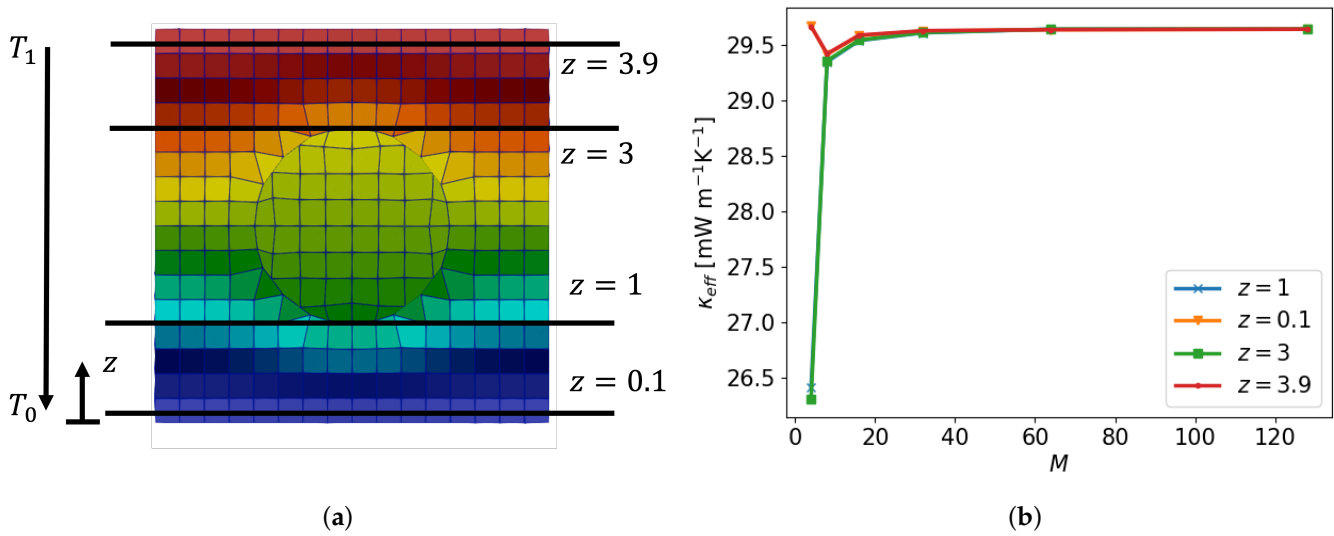 T₁
z = 3.9
z = 3
z = 1
z
z = 0.1
T₀
(a)
29.5
29.0
28.5
28.0
27.5
27.0
26.5
κ_eff [mW m⁻¹K⁻¹]
0 20 40 60 80 100 120
M
z = 1
z = 0.1
z = 3
z = 3.9
(b)